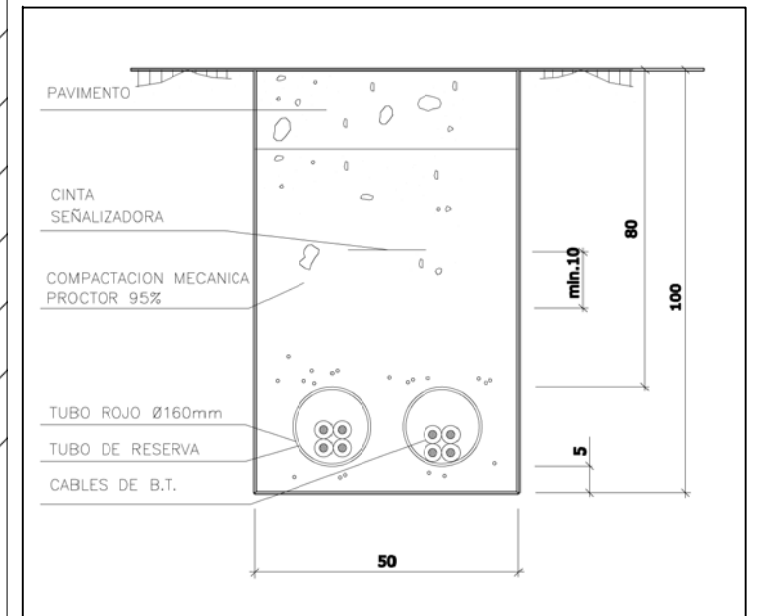 PAVIMENTO
CINTA
SEÑALIZADORA
COMPACTACION MECANICA
PROCTOR 95%
TUBO ROJO Ø160mm
TUBO DE RESERVA
CABLES DE B.T.
80
min.10
100
5
50